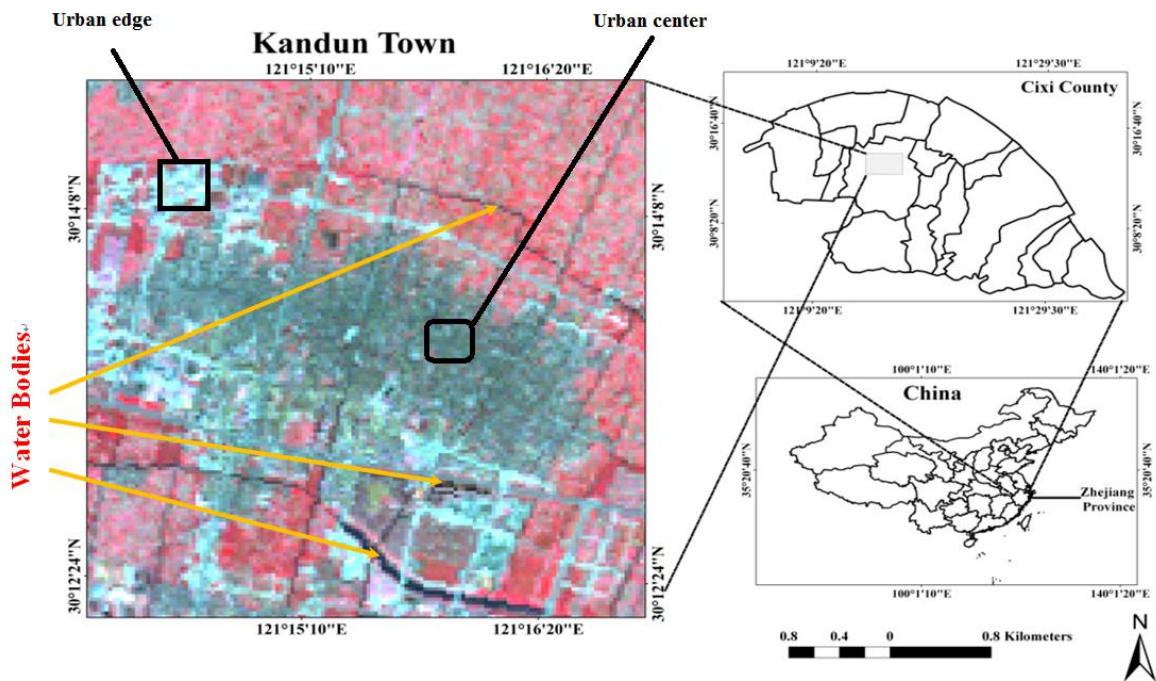 Urban edge
Urban center
Kandun Town
121°15'10"E
121°16'20"E
30°14'8"N
30°14'8"N
30°12'24"N
30°12'24"N
121°15'10"E
121°16'20"E
Water Bodies
121°9'20"E
121°29'30"E
Cixi County
30°16'40"N
30°16'40"N
30°8'20"N
30°8'20"N
121°9'20"E
121°29'30"E
100°1'10"E
140°1'20"E
China
35°20'40"N
35°20'40"N
Zhejiang
Province
100°1'10"E
140°1'20"E
N
0.8 0.4 0 0.8 Kilometers